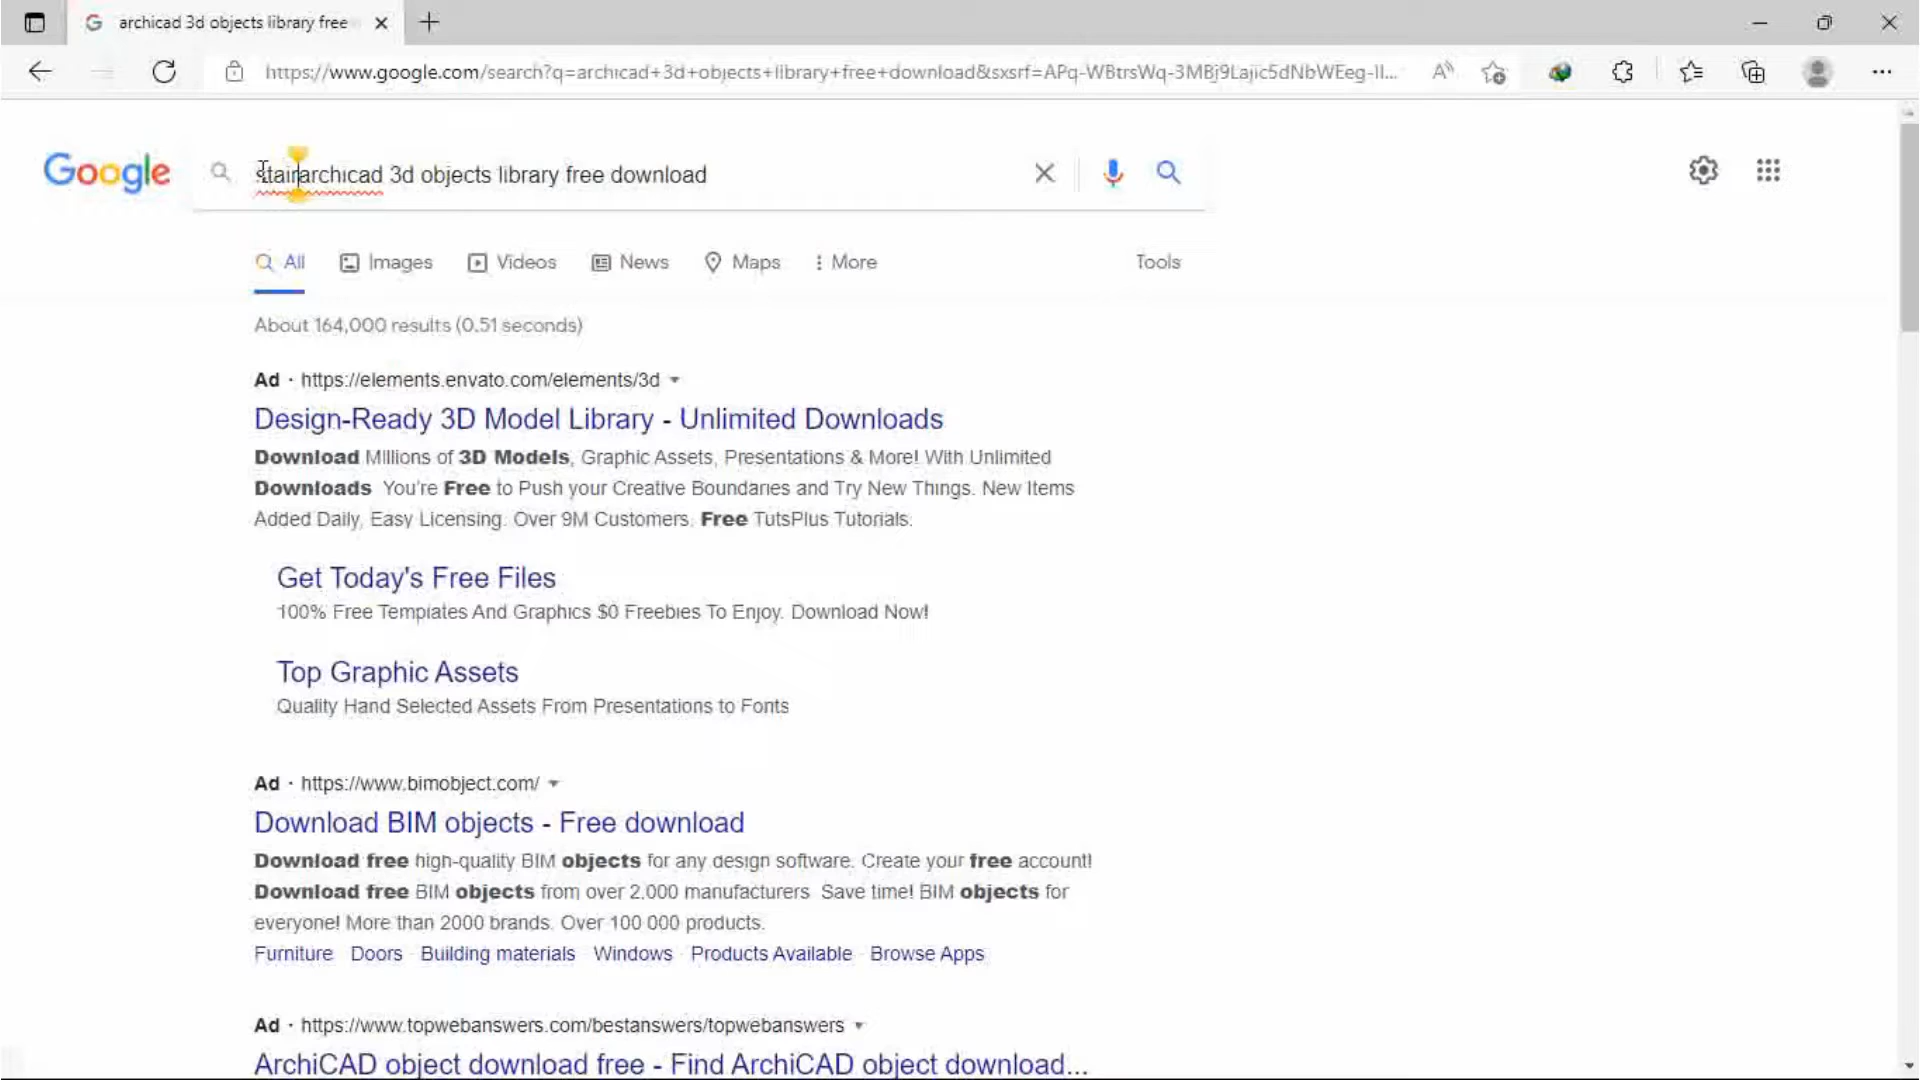 archicad 3d objects library free
https://www.google.com/search?q=archicad+3d+objects+library+free+download&sxsrf=APq-WBtrsWq-3MBj9Lajic5dNbWEeg-lI...
Google
stairarchicad 3d objects library free download
All Images Videos News Maps More Tools
About 164,000 results (0.51 seconds)
Ad · https://elements.envato.com/elements/3d
Design-Ready 3D Model Library - Unlimited Downloads
Download Millions of 3D Models, Graphic Assets, Presentations & More! With Unlimited
Downloads You're Free to Push your Creative Boundaries and Try New Things. New Items
Added Daily, Easy Licensing. Over 9M Customers. Free TutsPlus Tutorials.
Get Today's Free Files
100% Free Templates And Graphics $0 Freebies To Enjoy. Download Now!
Top Graphic Assets
Quality Hand Selected Assets From Presentations to Fonts
Ad · https://www.bimobject.com/
Download BIM objects - Free download
Download free high-quality BIM objects for any design software. Create your free account!
Download free BIM objects from over 2.000 manufacturers Save time! BIM objects for
everyone! More than 2000 brands. Over 100 000 products.
Furniture · Doors · Building materials · Windows · Products Available · Browse Apps
Ad · https://www.topwebanswers.com/bestanswers/topwebanswers
ArchiCAD object download free - Find ArchiCAD object download...